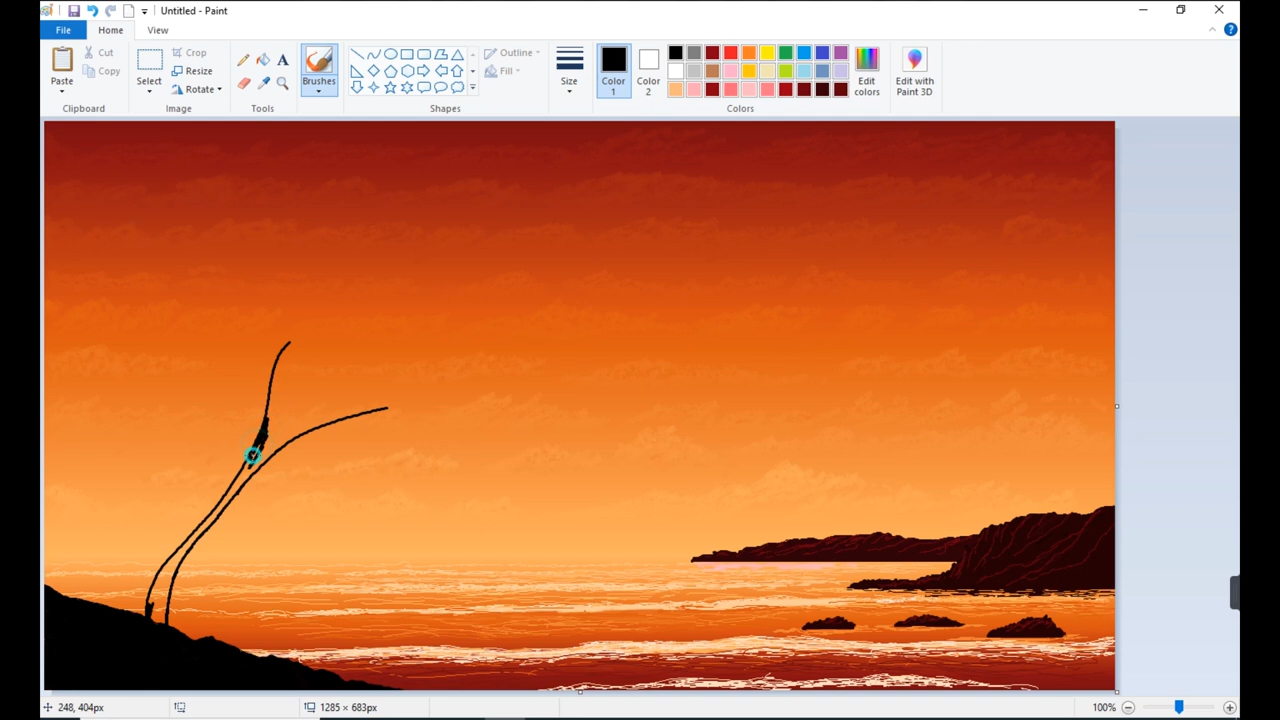 Untitled - Paint
File
Home
View
Paste
Cut
Copy
Clipboard
Select
Crop
Resize
Rotate
Image
A
Tools
Brushes
Shapes
Outline
Fill
Size
Color
1
Color
2
Edit
colors
Colors
Edit with
Paint 3D
248, 404px
1285 × 683px
100%